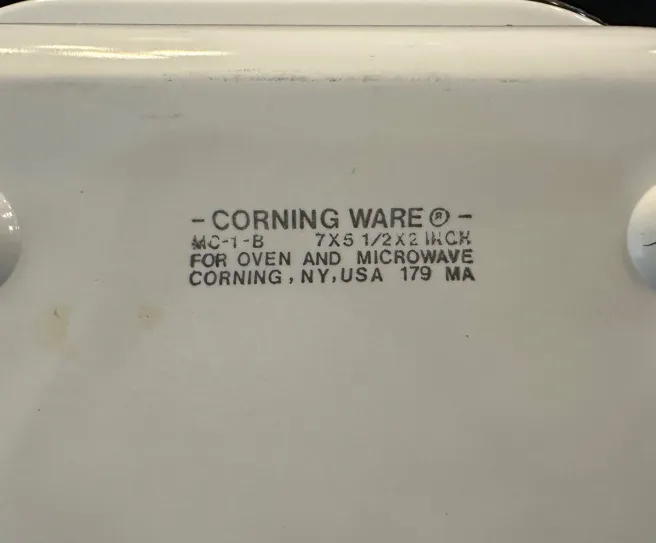 - CORNING WARE® -
MC-1-B 7X5 1/2X2 INCH
FOR OVEN AND MICROWAVE
CORNING, NY, USA 179 MA